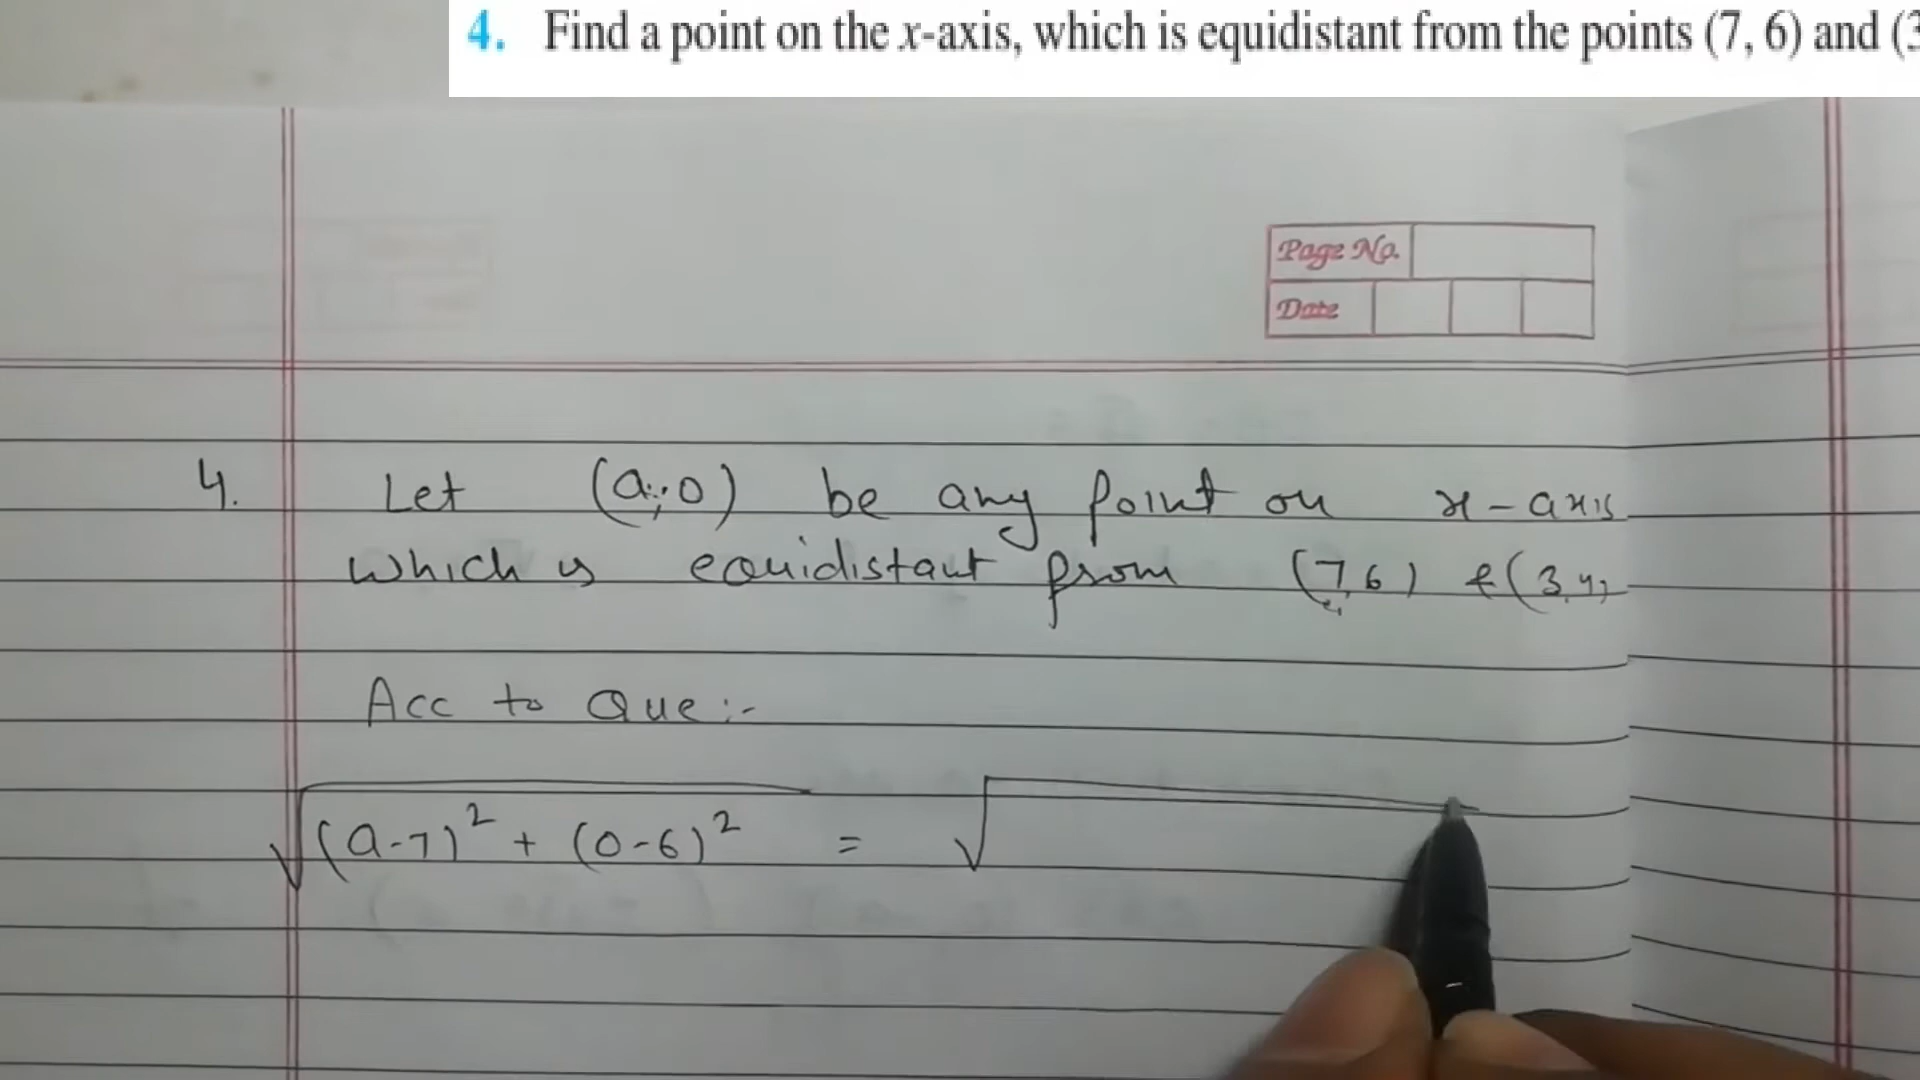 4. Find a point on the x-axis, which is equidistant from the points (7, 6) and (3
Page No.
Date
4. Let (a, 0) be any point on x-axis
which is equidistant from (7,6) & (3,4)
Acc to Que:-
√(a-7)² + (0-6)² = √